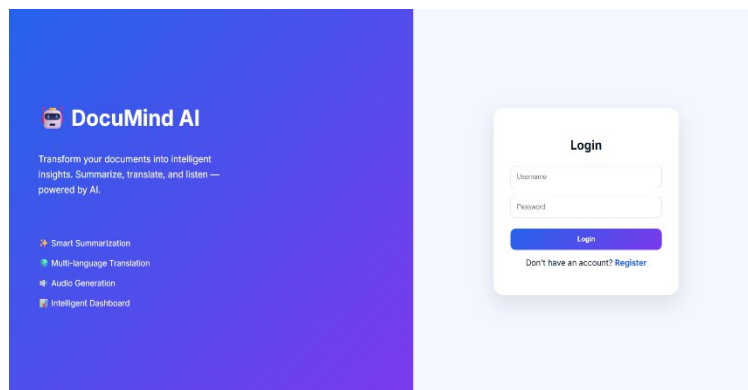 DocuMind AI
Transform your documents into intelligent
insights. Summarize, translate, and listen —
powered by AI.
Smart Summarization
Multi-language Translation
Audio Generation
Intelligent Dashboard
Login
Username
Password
Login
Don't have an account? Register